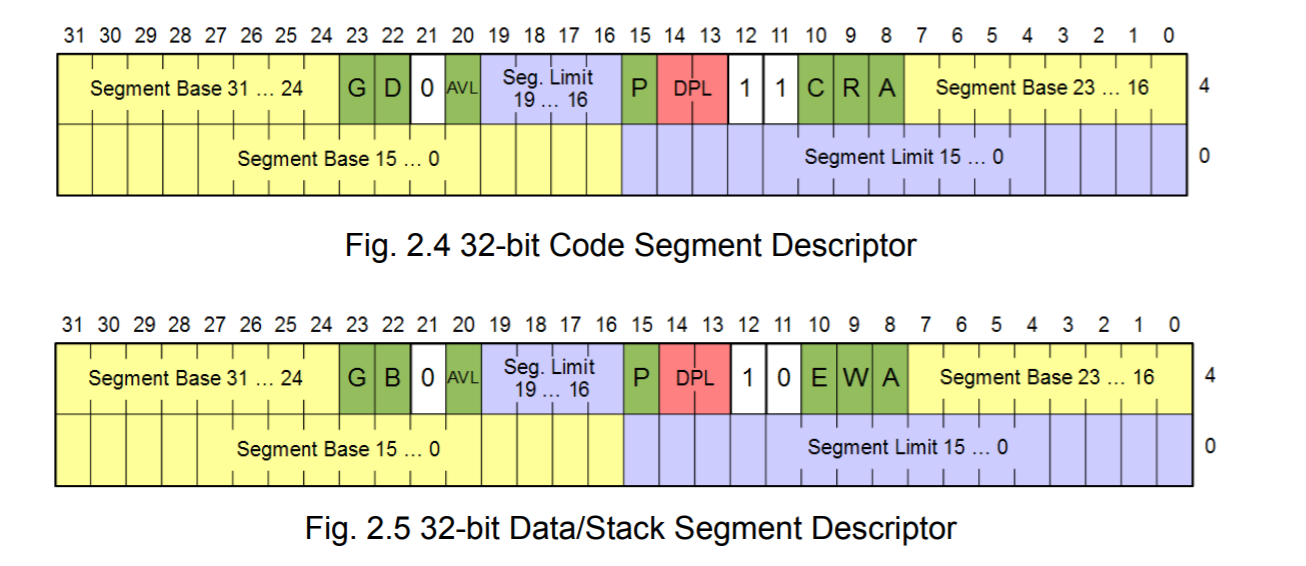 31 30 29 28 27 26 25 24 23 22 21 20 19 18 17 16 15 14 13 12 11 10 9 8 7 6 5 4 3 2 1 0
Segment Base 31 ... 24 G D 0 AVL Seg. Limit 19 ... 16 P DPL 1 1 C R A Segment Base 23 ... 16 4
Segment Base 15 ... 0 Segment Limit 15 ... 0 0
Fig. 2.4 32-bit Code Segment Descriptor
31 30 29 28 27 26 25 24 23 22 21 20 19 18 17 16 15 14 13 12 11 10 9 8 7 6 5 4 3 2 1 0
Segment Base 31 ... 24 G B 0 AVL Seg. Limit 19 ... 16 P DPL 1 0 E W A Segment Base 23 ... 16 4
Segment Base 15 ... 0 Segment Limit 15 ... 0 0
Fig. 2.5 32-bit Data/Stack Segment Descriptor